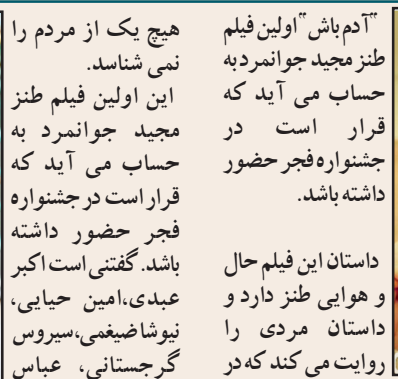 "آدم باش" اولین فیلم
طنز مجید جوانمرد به
حساب می آید که
قرار است در
جشنواره فجر حضور
داشته باشد.
داستان این فیلم حال
و هوایی طنز دارد و
داستان مردی را
روایت می کند که در
هیچ یک از مردم را
نمی شناسد.
این اولین فیلم طنز
مجید جوانمرد به
حساب می آید که
قرار است در جشنواره
فجر حضور داشته
باشد. گفتنی است اکبر
عبدی،امین حیایی،
نیوشاضیغمی،سیروس
گرجستانی، عباس